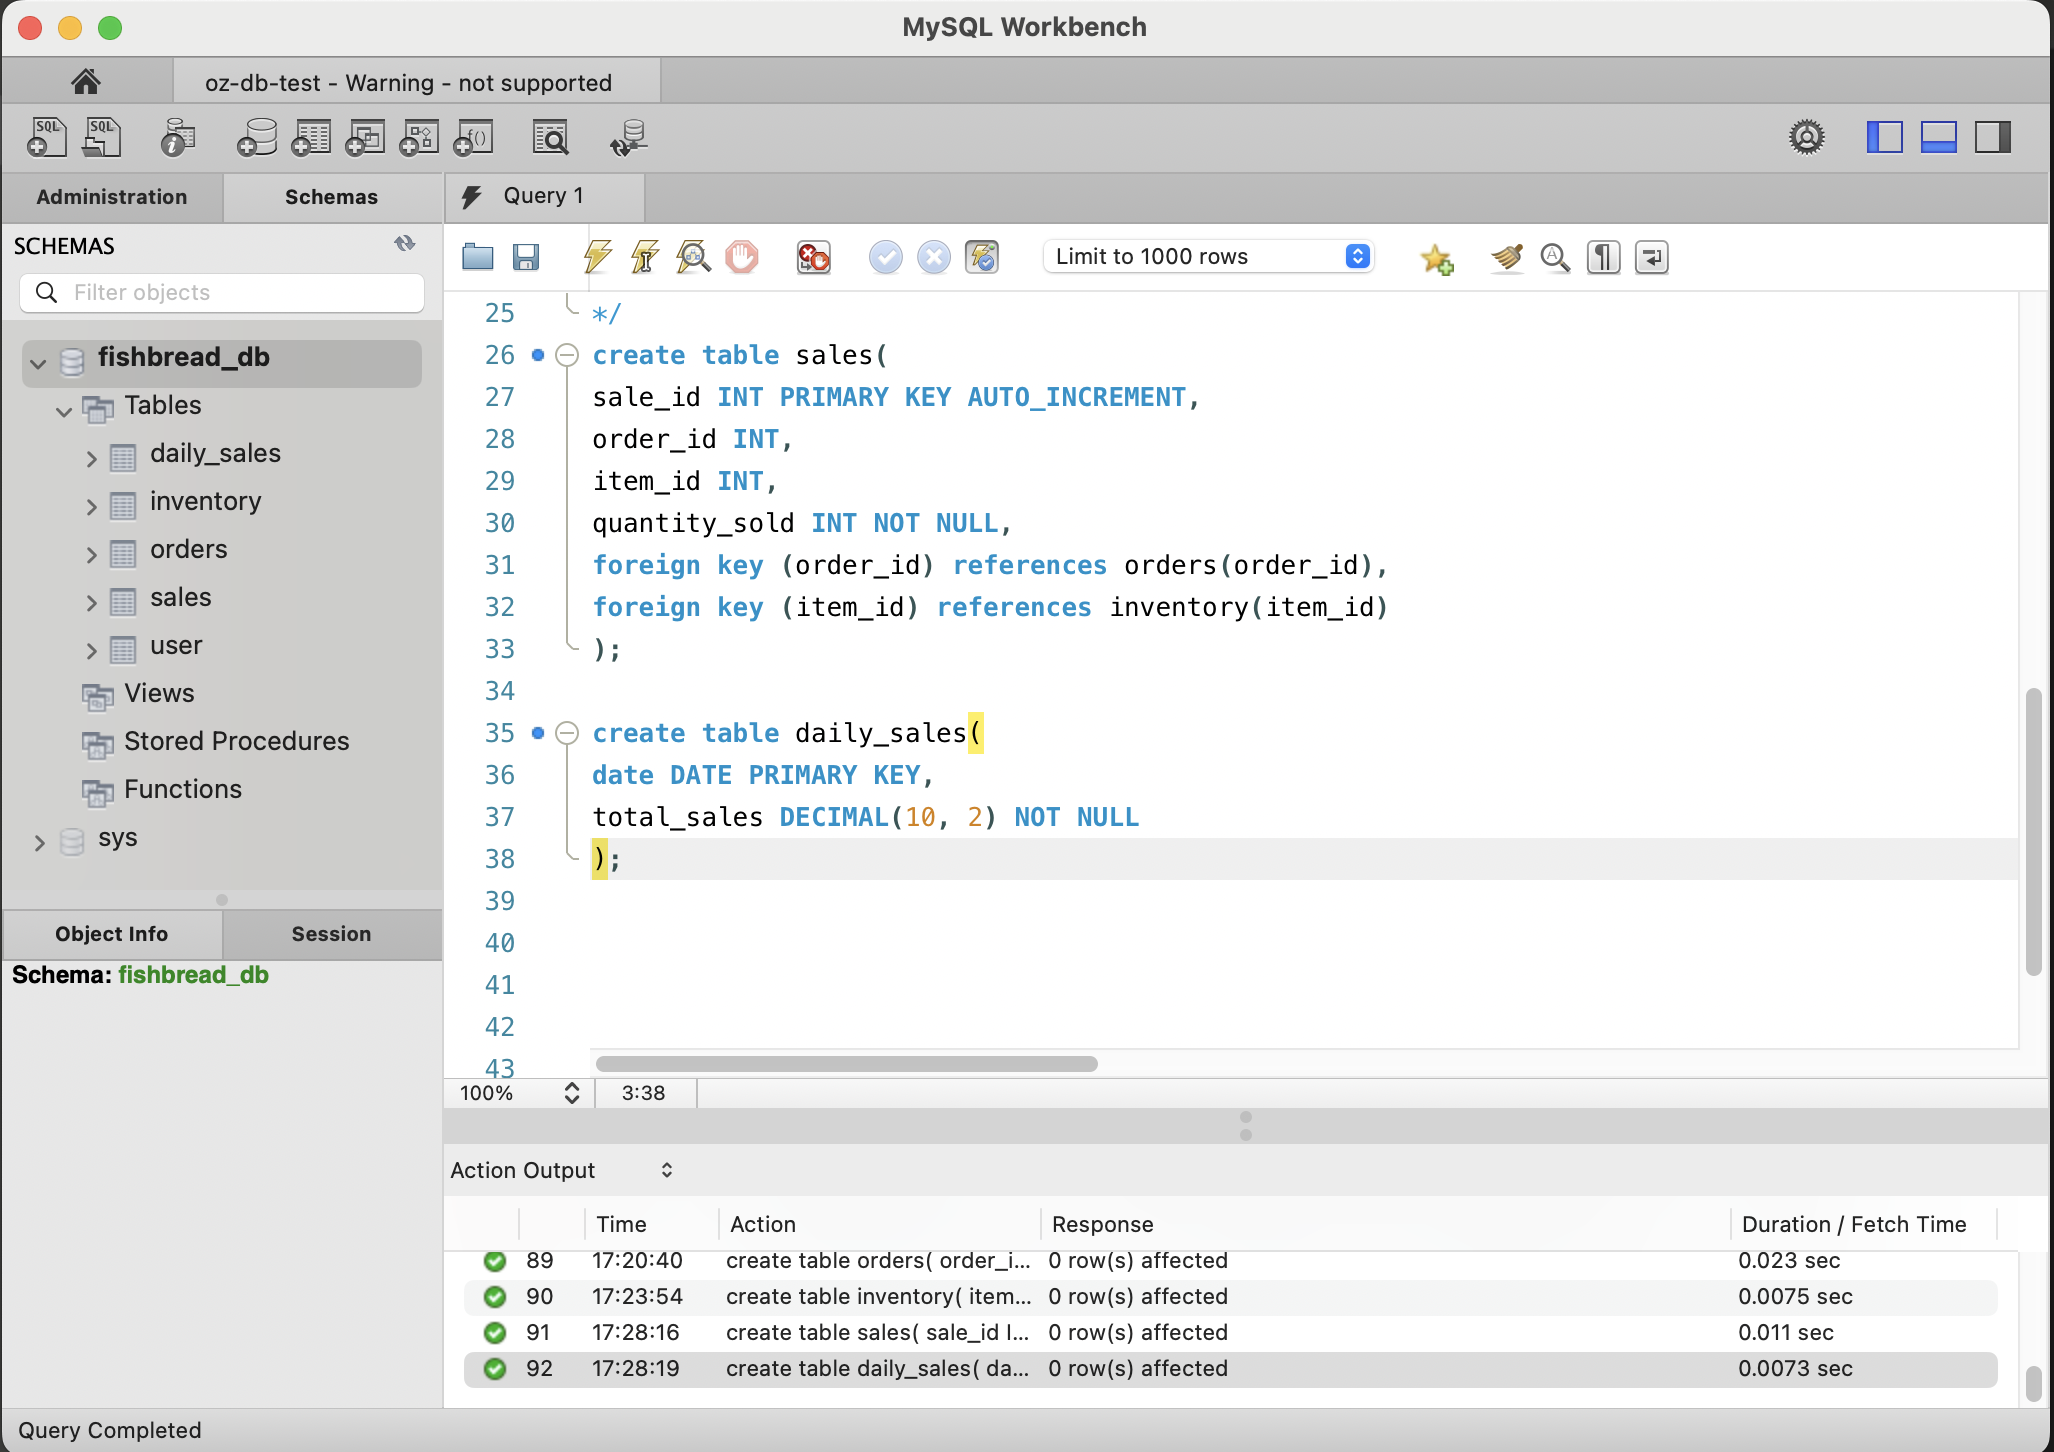 MySQL Workbench
oz-db-test - Warning - not supported
SQL SQL i f()
Administration Schemas Query 1
SCHEMAS
Filter objects
Limit to 1000 rows
fishbread_db
Tables
daily_sales
inventory
orders
sales
user
Views
Stored Procedures
Functions
sys
25 */
26 create table sales(
27 sale_id INT PRIMARY KEY AUTO_INCREMENT,
28 order_id INT,
29 item_id INT,
30 quantity_sold INT NOT NULL,
31 foreign key (order_id) references orders(order_id),
32 foreign key (item_id) references inventory(item_id)
33 );
34
35 create table daily_sales(
36 date DATE PRIMARY KEY,
37 total_sales DECIMAL(10, 2) NOT NULL
38 );
39
40
41
42
43
100% 3:38
Object Info Session
Schema: fishbread_db
Action Output
Time Action Response Duration / Fetch Time
89 17:20:40 create table orders( order_i... 0 row(s) affected 0.023 sec
90 17:23:54 create table inventory( item... 0 row(s) affected 0.0075 sec
91 17:28:16 create table sales( sale_id I... 0 row(s) affected 0.011 sec
92 17:28:19 create table daily_sales( da... 0 row(s) affected 0.0073 sec
Query Completed